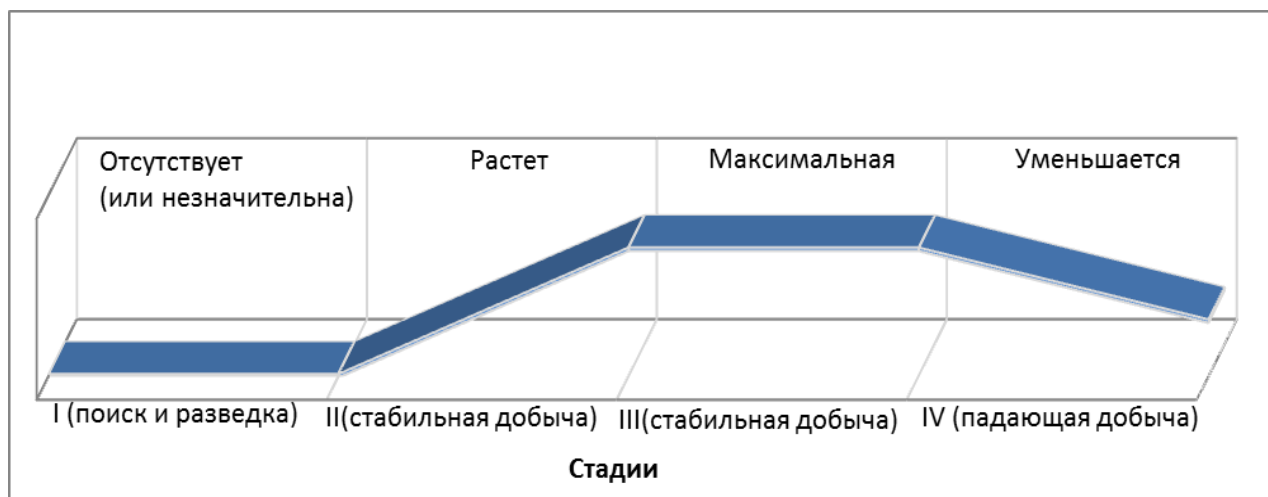 Отсутствует
(или незначительна)
Растет
Максимальная
Уменьшается
I (поиск и разведка)
II(стабильная добыча)
III(стабильная добыча)
IV (падающая добыча)
Стадии